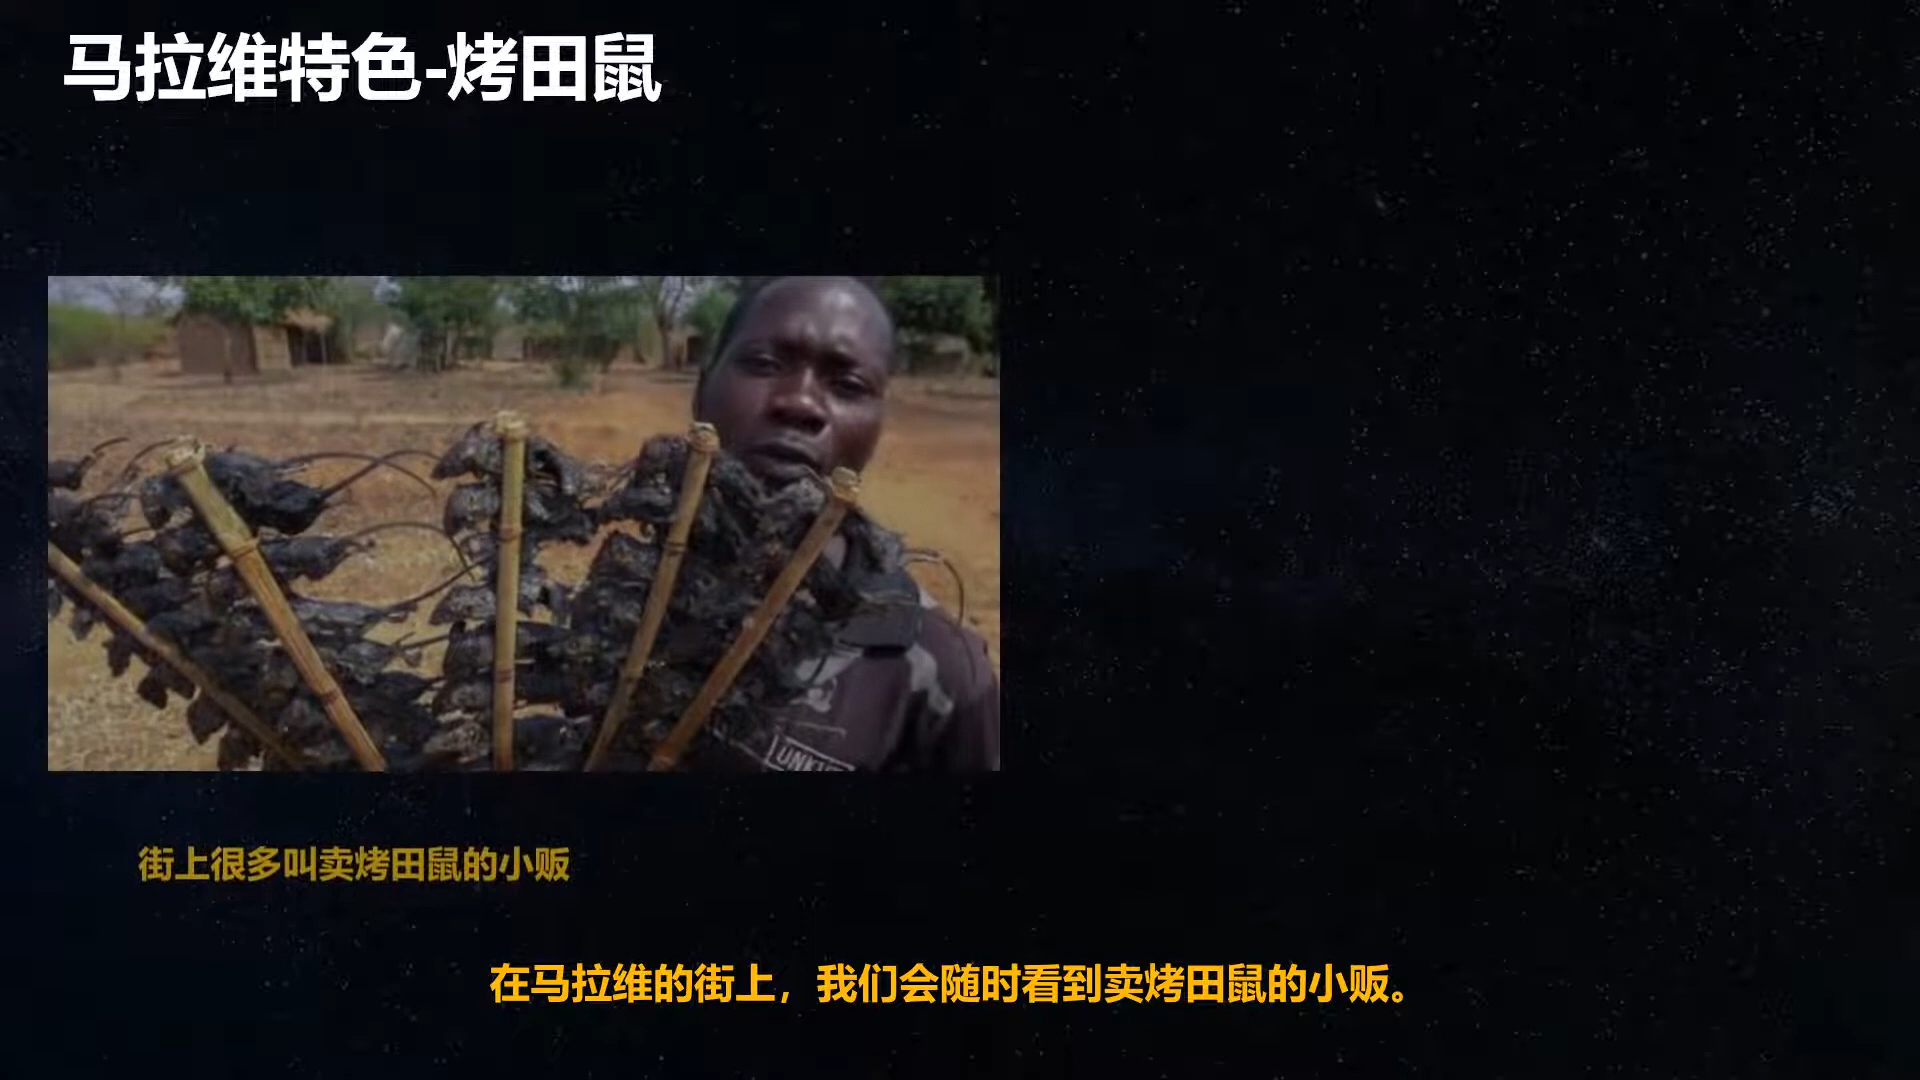 马拉维特色-烤田鼠
街上很多叫卖烤田鼠的小贩
在马拉维的街上，我们会随时看到卖烤田鼠的小贩。